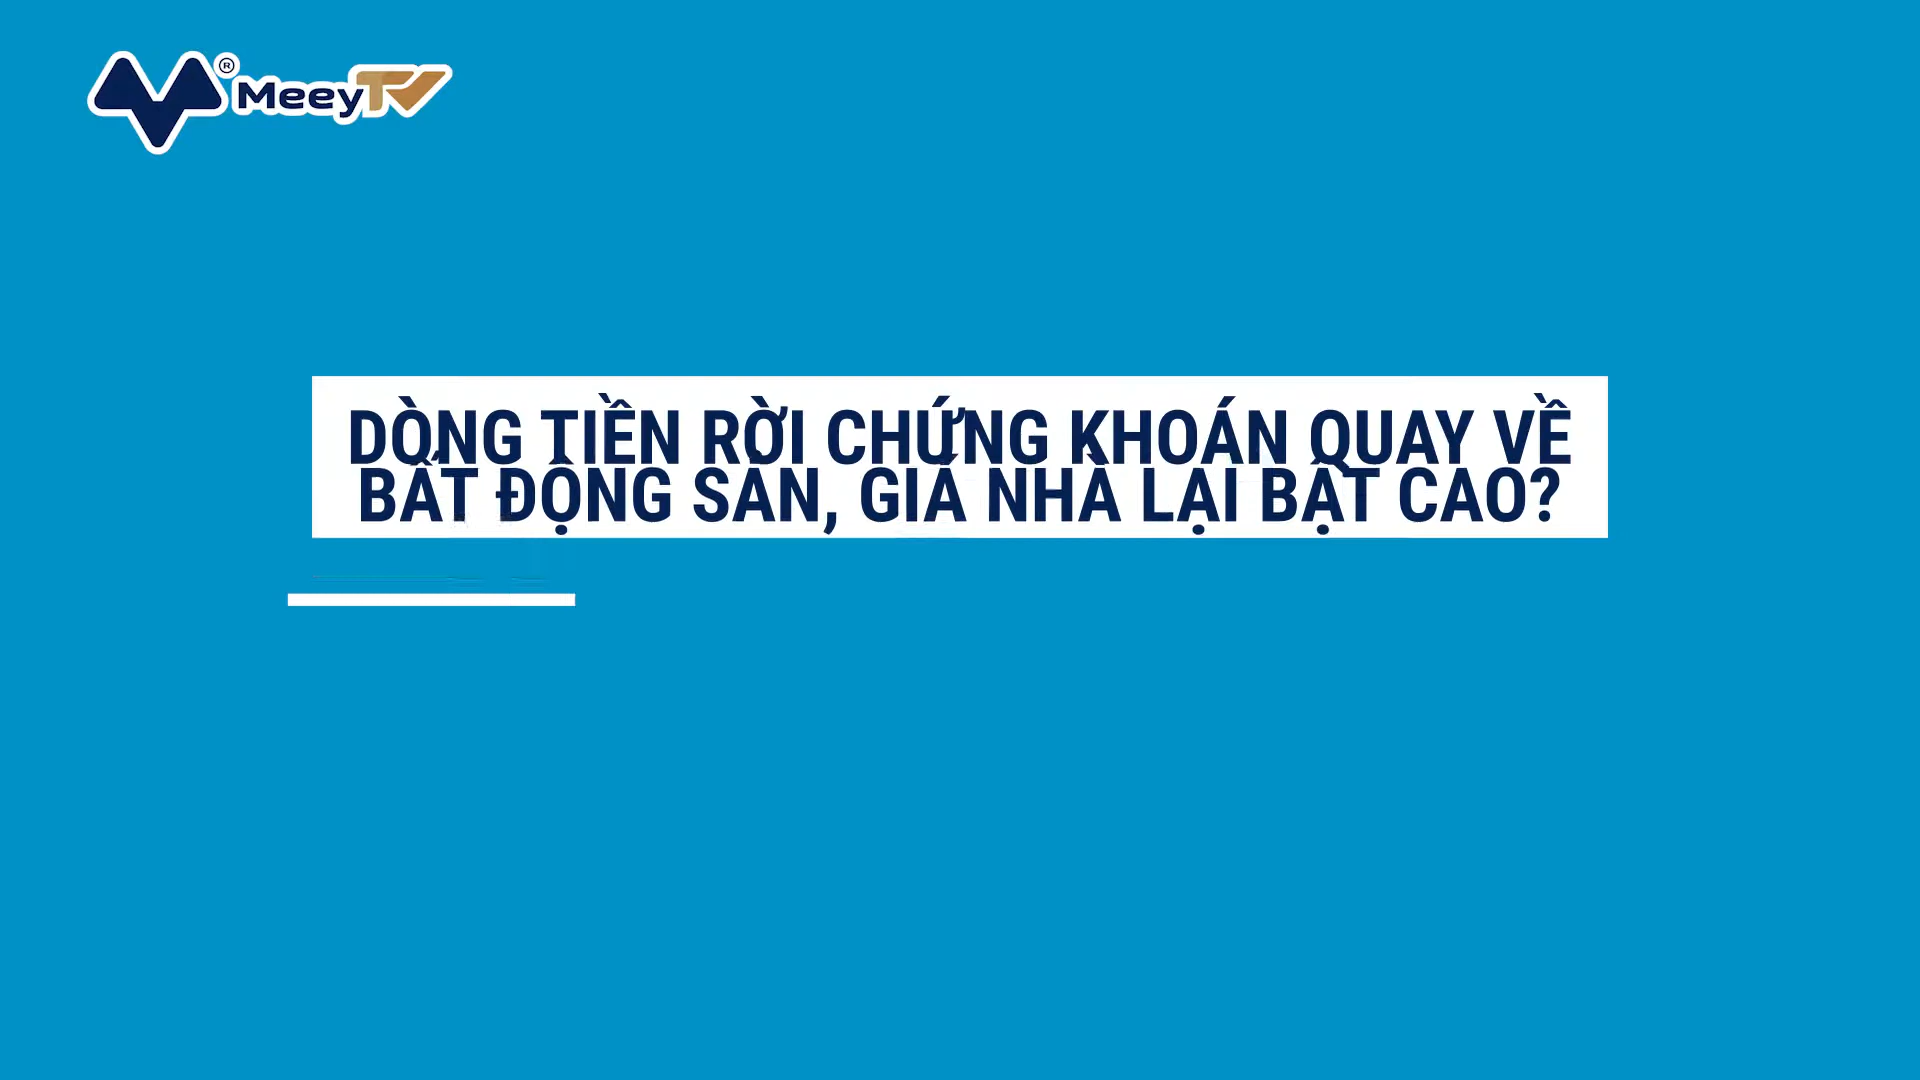 ® MeeyTV
DÒNG TIỀN RỜI CHỨNG KHOÁN QUAY VỀ
BẤT ĐỘNG SẢN, GIÁ NHÀ LẠI BẬT CAO?